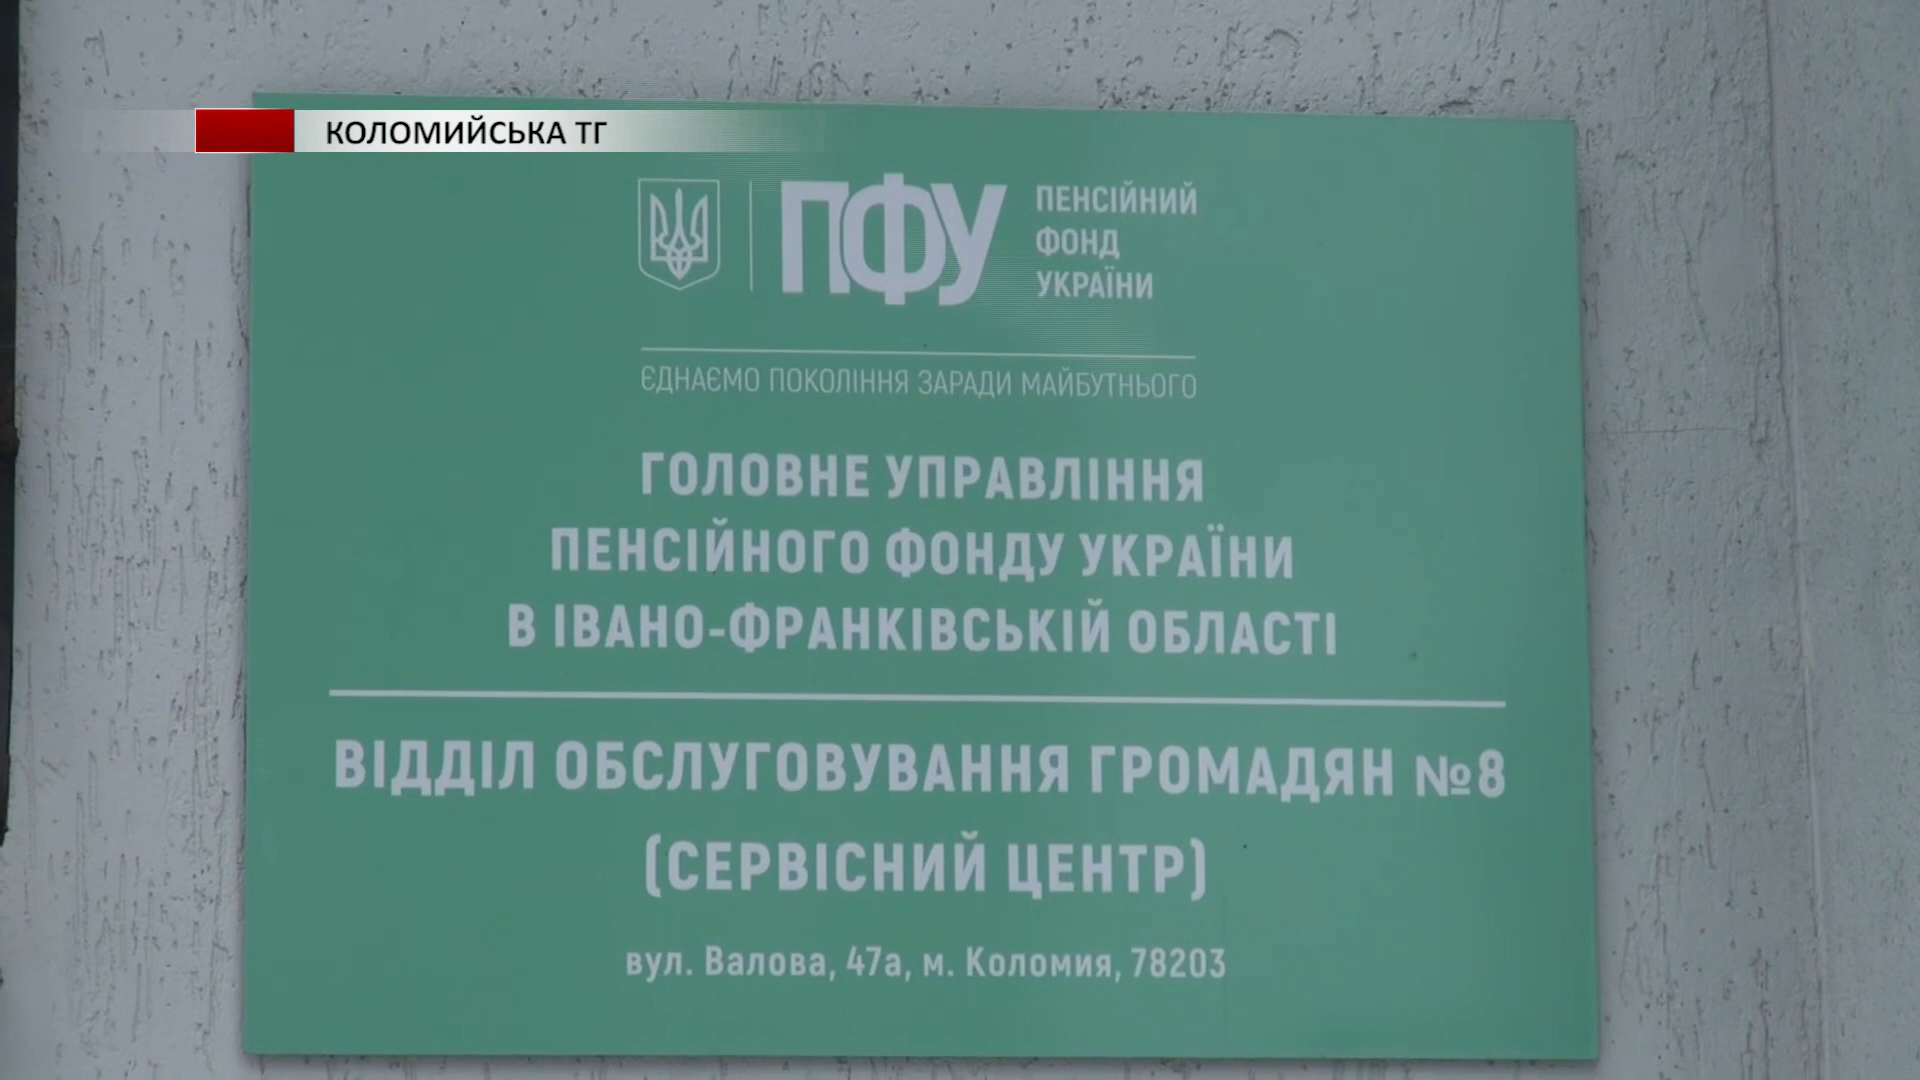 КОЛОМИЙСЬКА ТГ
ПФУ
ПЕНСІЙНИЙ
ФОНД
УКРАЇНИ
ЄДНАЄМО ПОКОЛІННЯ ЗАРАДИ МАЙБУТНЬОГО
ГОЛОВНЕ УПРАВЛІННЯ
ПЕНСІЙНОГО ФОНДУ УКРАЇНИ
В ІВАНО-ФРАНКІВСЬКІЙ ОБЛАСТІ
ВІДДІЛ ОБСЛУГОВУВАННЯ ГРОМАДЯН №8
(СЕРВІСНИЙ ЦЕНТР)
вул. Валова, 47а, м. Коломия, 78203